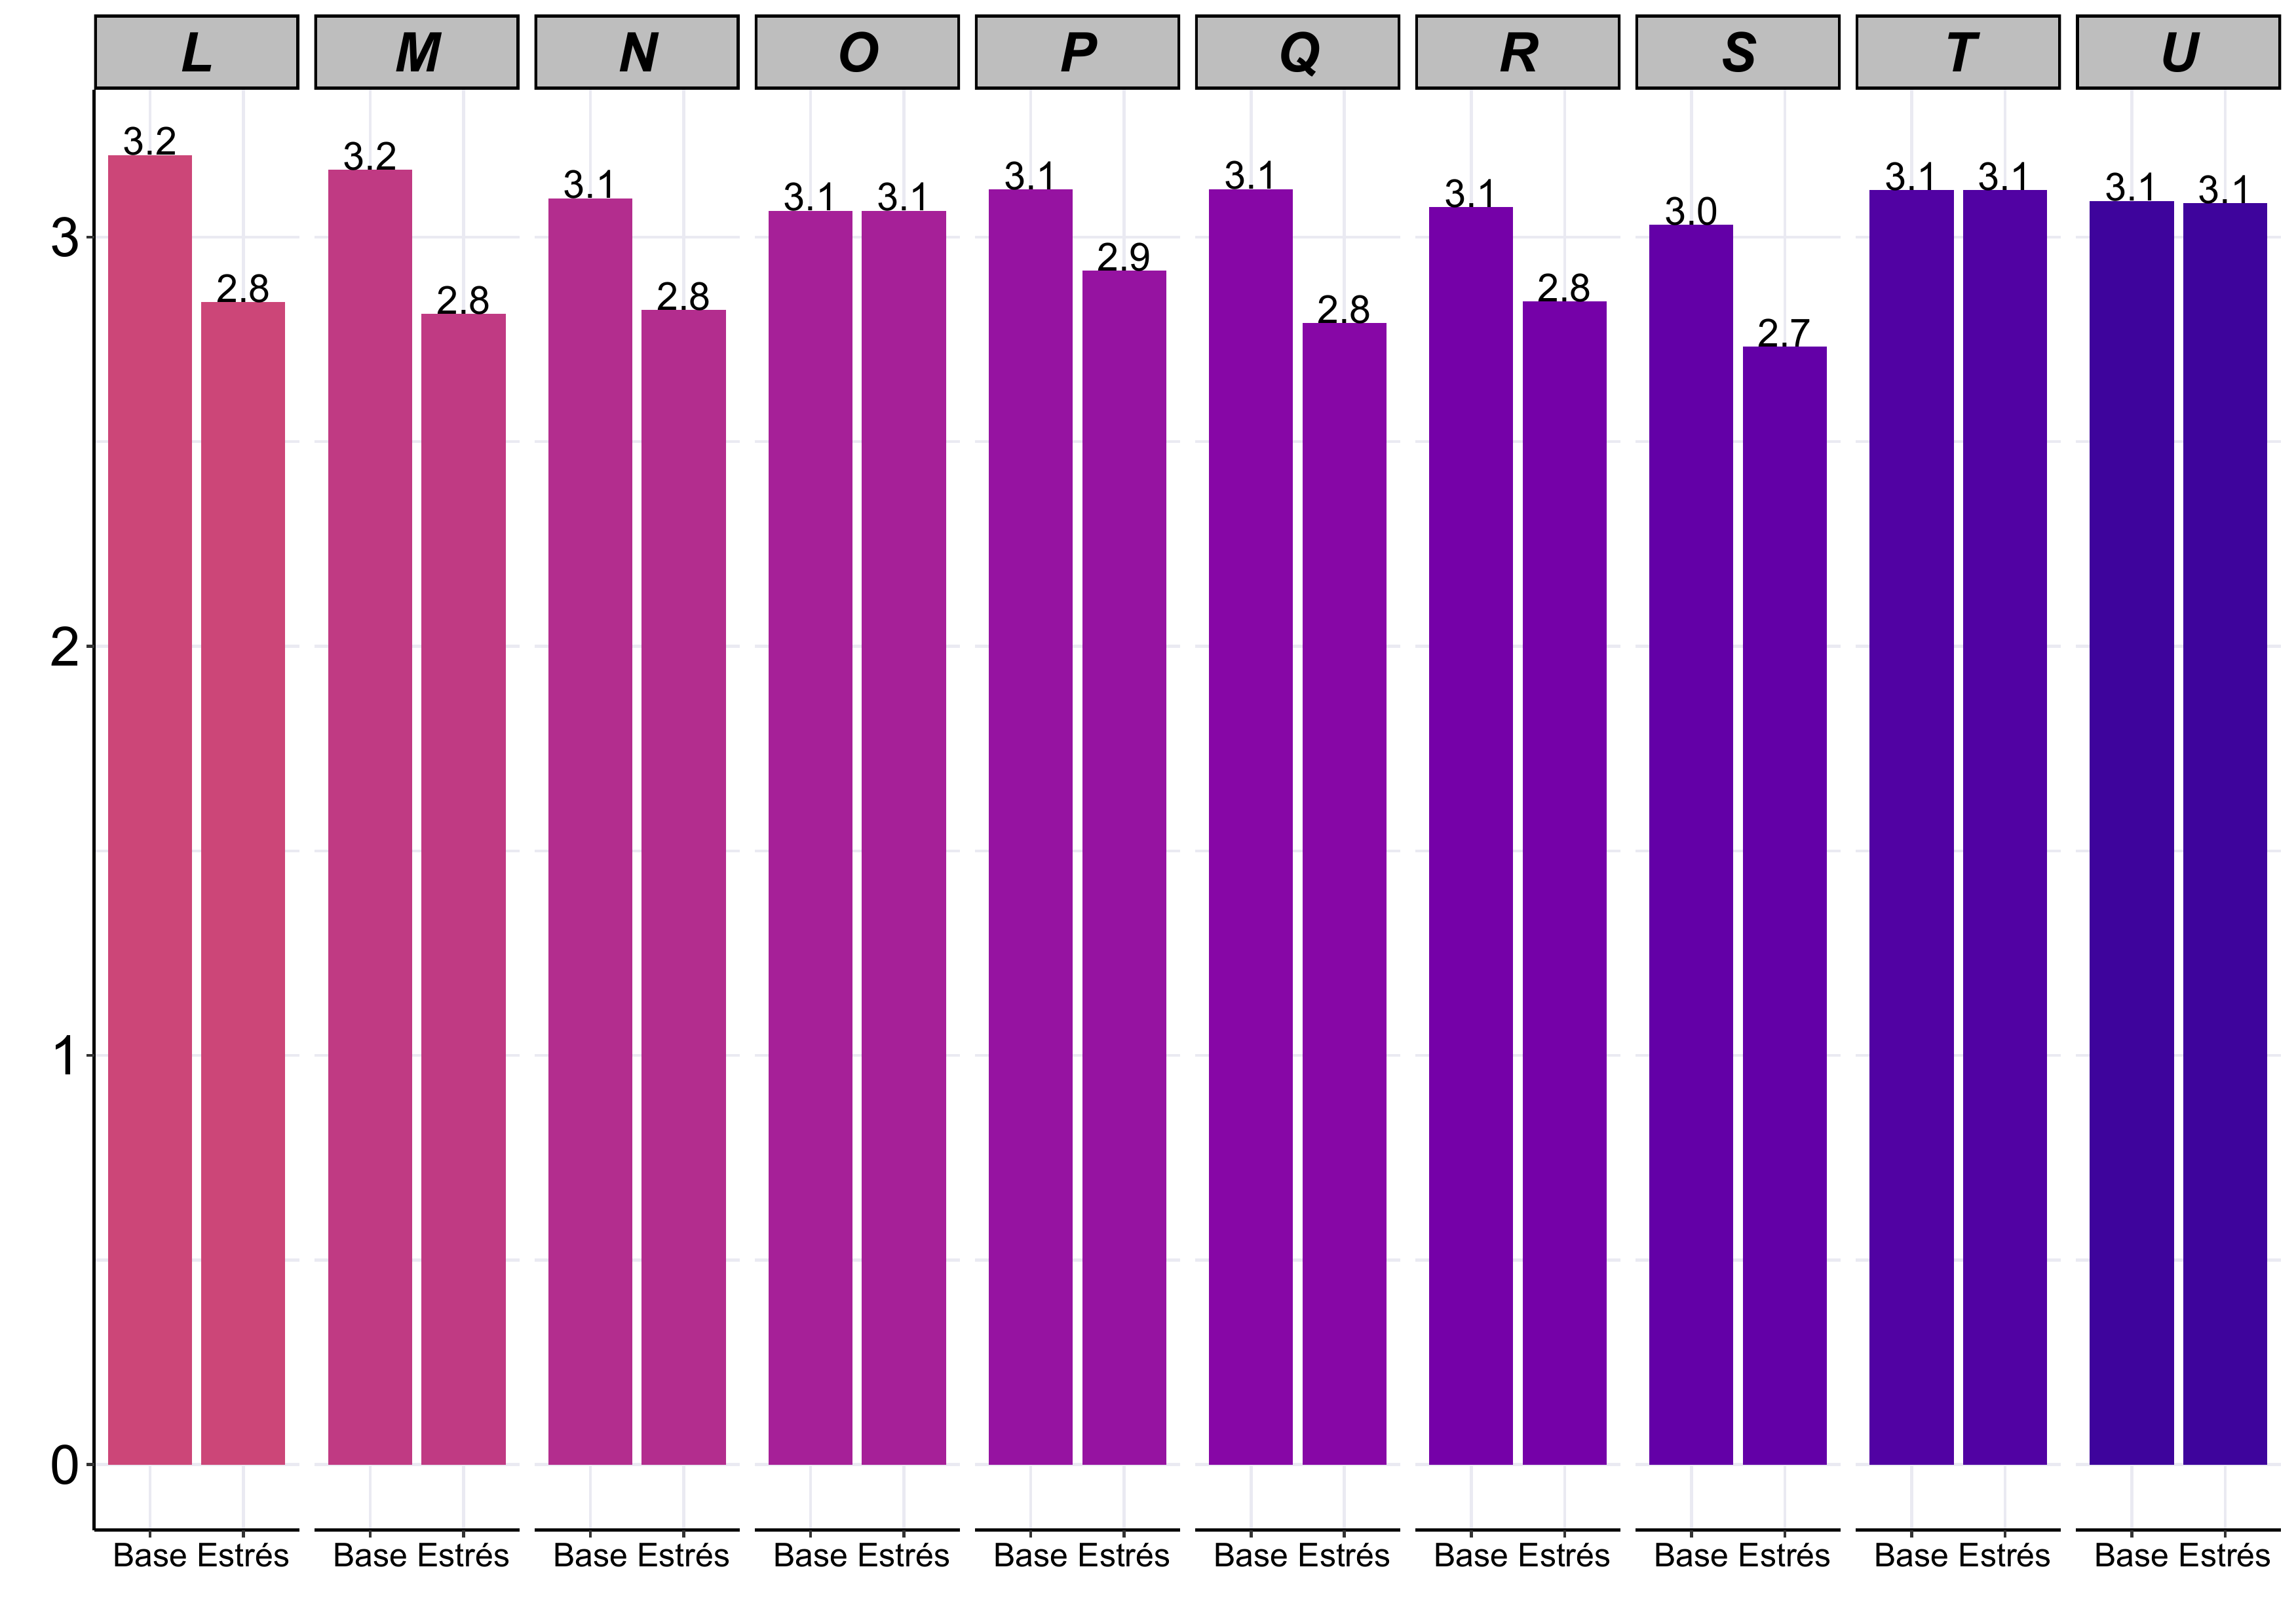 L M N O P Q R S T U
3.2 2.8 3.2 2.8 3.1 2.8 3.1 3.1 3.1 2.9 3.1 2.8 3.1 2.8 3.0 2.7 3.1 3.1 3.1 3.1
3
2
1
0
Base Estrés Base Estrés Base Estrés Base Estrés Base Estrés Base Estrés Base Estrés Base Estrés Base Estrés Base Estrés